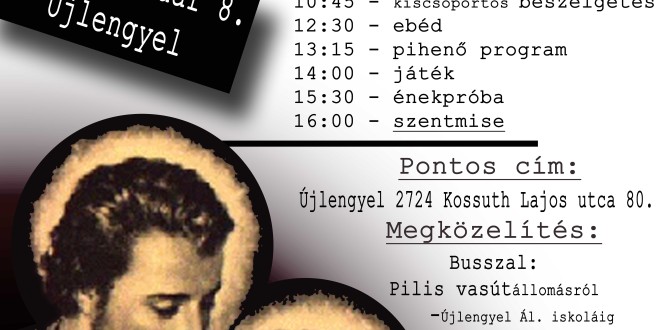 8.
Újlengyel
10:45 - kiscsoportos beszélgetés
12:30 - ebéd
13:15 - pihenő program
14:00 - játék
15:30 - énekpróba
16:00 - szentmise
Pontos cím:
Újlengyel 2724 Kossuth Lajos utca 80.
Megközelítés:
Busszal:
Pilis vasútállomásról
-Újlengyel Ál. iskoláig